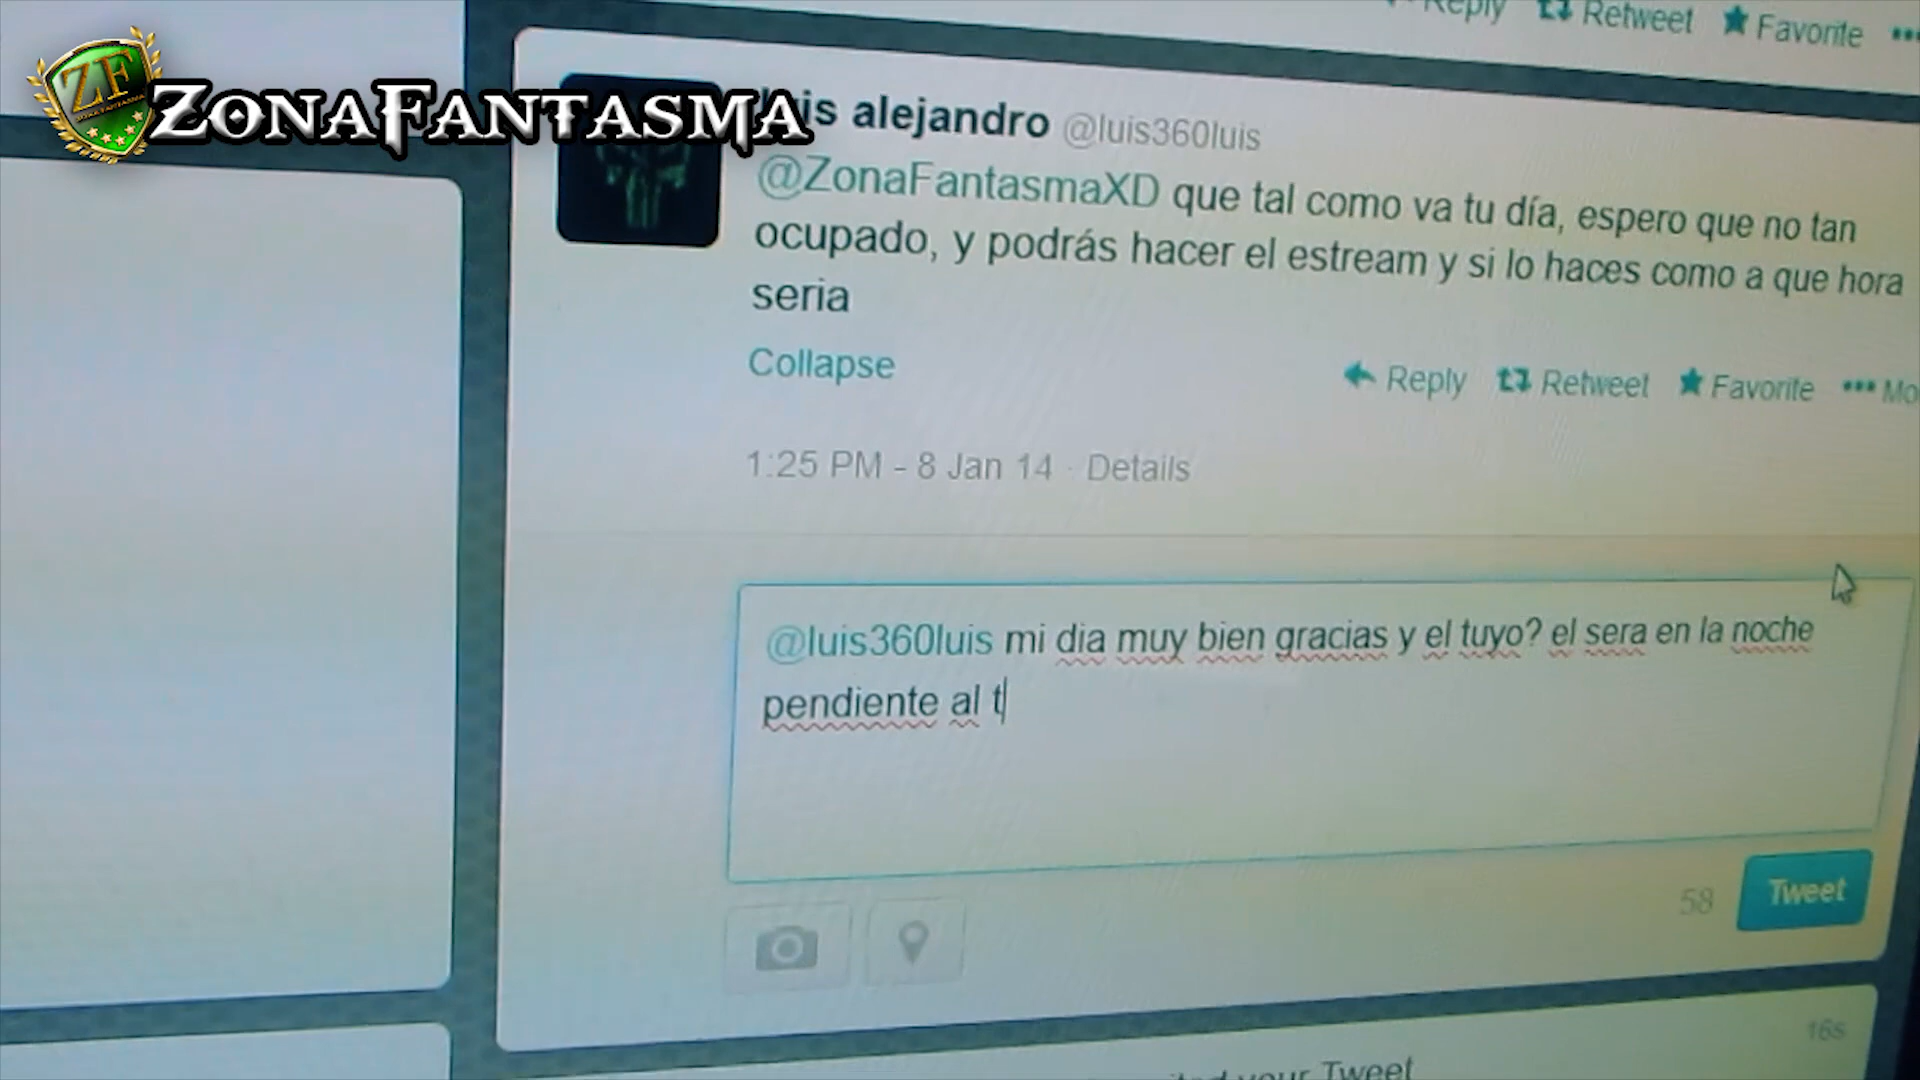 Reply Retweet Favorite
ZF
ZONAFANTASMA
is alejandro @luis360luis
@ZonaFantasmaXD que tal como va tu día, espero que no tan
ocupado, y podrás hacer el estream y si lo haces como a que hora
seria
Collapse
Reply Retweet Favorite Mo
1:25 PM - 8 Jan 14 · Details
@luis360luis mi dia muy bien gracias y el tuyo? el sera en la noche
pendiente al t
58 Tweet
16s
your Tweet